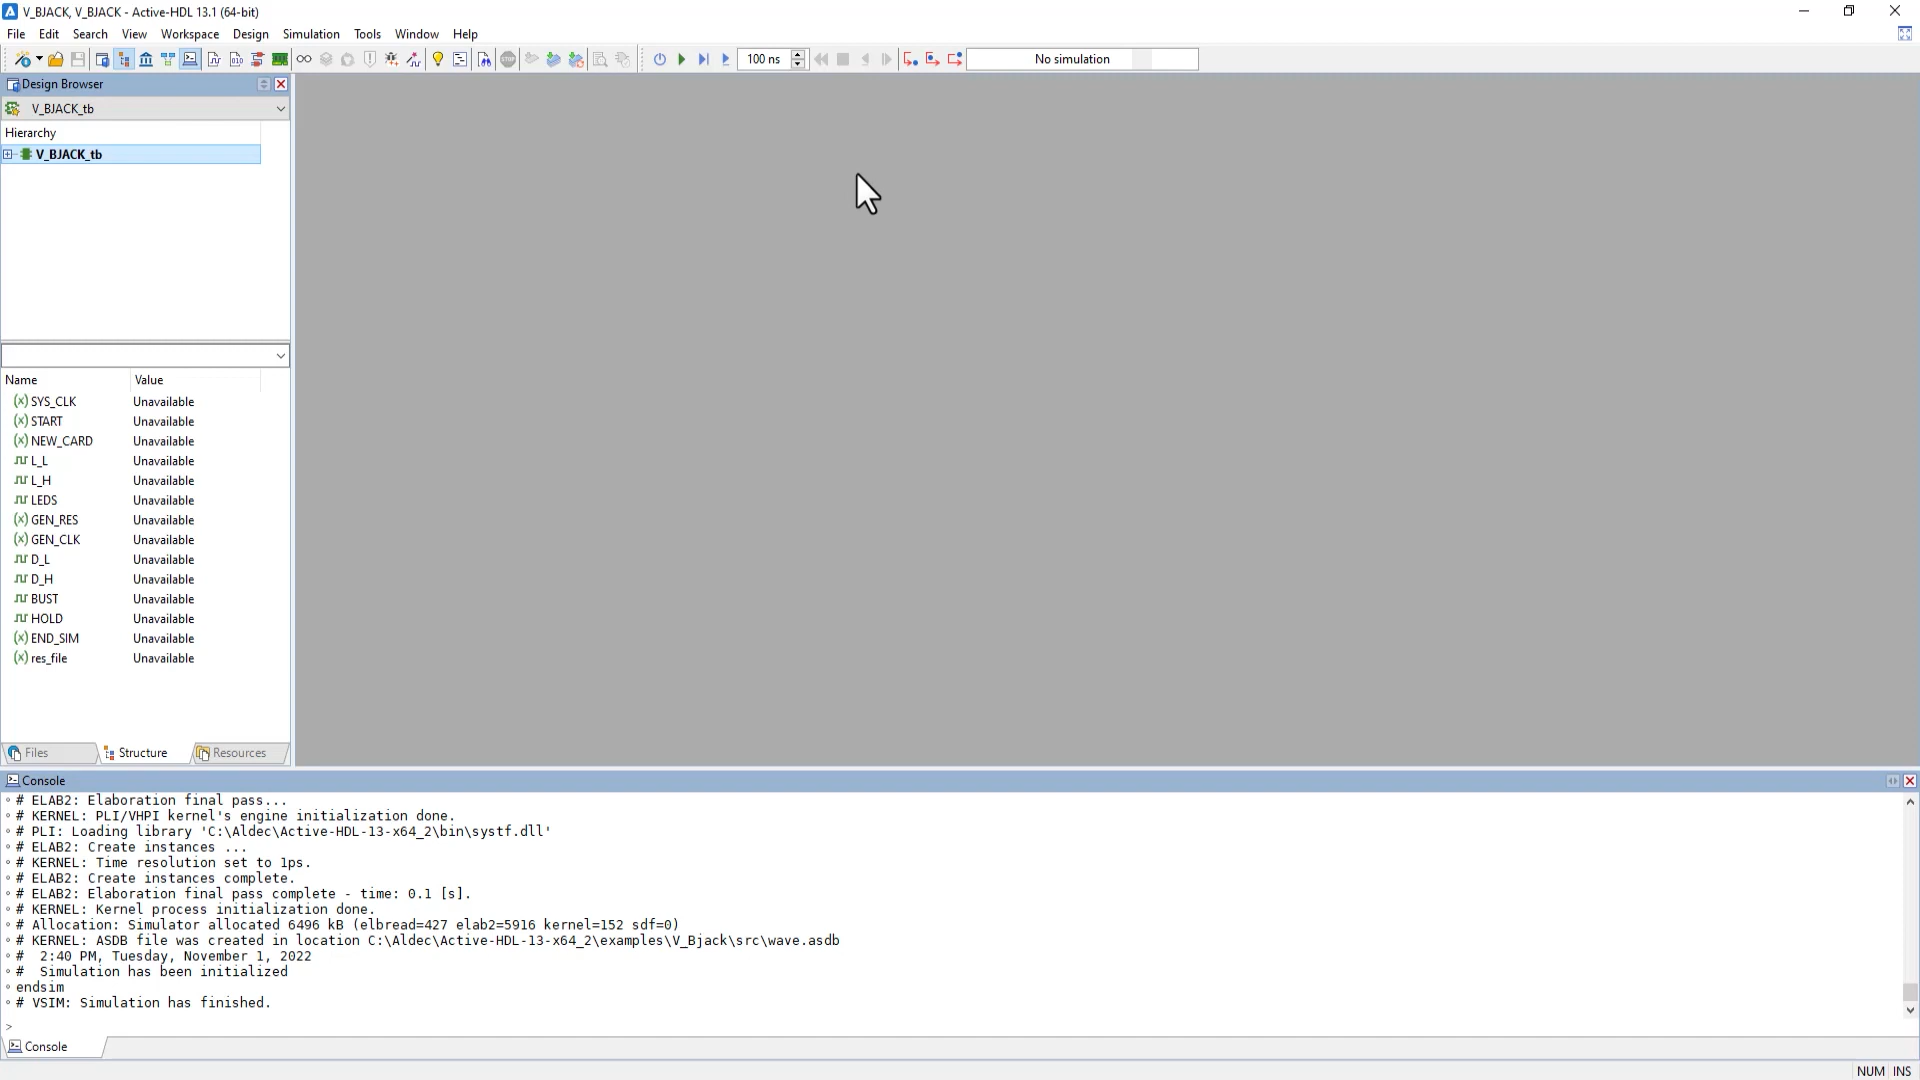 V_BJACK, V_BJACK - Active-HDL 13.1 (64-bit)
File Edit Search View Workspace Design Simulation Tools Window Help
100 ns
No simulation
Design Browser
V_BJACK_tb
Hierarchy
V_BJACK_tb
Name Value
SYS_CLK Unavailable
START Unavailable
NEW_CARD Unavailable
L_L Unavailable
L_H Unavailable
LEDS Unavailable
GEN_RES Unavailable
GEN_CLK Unavailable
D_L Unavailable
D_H Unavailable
BUST Unavailable
HOLD Unavailable
END_SIM Unavailable
res_file Unavailable
Files Structure Resources
Console
# ELAB2: Elaboration final pass...
# KERNEL: PLI/VHPI kernel's engine initialization done.
# PLI: Loading library 'C:\Aldec\Active-HDL-13-x64_2\bin\systf.dll'
# ELAB2: Create instances ...
# KERNEL: Time resolution set to 1ps.
# ELAB2: Create instances complete.
# ELAB2: Elaboration final pass complete - time: 0.1 [s].
# KERNEL: Kernel process initialization done.
# Allocation: Simulator allocated 6496 kB (elbread=427 elab2=5916 kernel=152 sdf=0)
# KERNEL: ASDB file was created in location C:\Aldec\Active-HDL-13-x64_2\examples\V_Bjack\src\wave.asdb
# 2:40 PM, Tuesday, November 1, 2022
# Simulation has been initialized
endsim
# VSIM: Simulation has finished.
>
Console
NUM INS